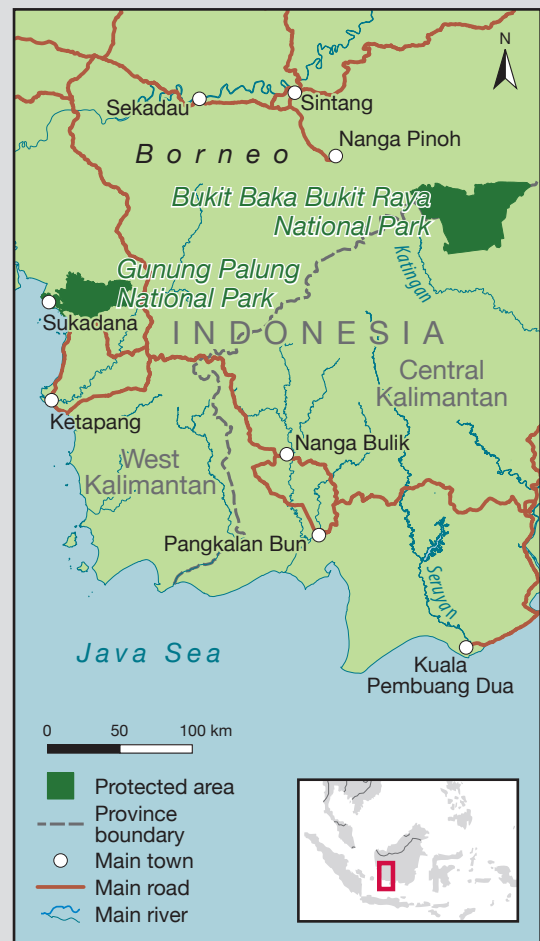 N
Sekadau
Sintang
Nanga Pinoh
Borneo
Bukit Baka Bukit Raya
National Park
Katingan
Gunung Palung
National Park
Sukadana
INDONESIA
Central
Kalimantan
Ketapang
Nanga Bulik
West
Kalimantan
Pangkalan Bun
Seruyan
Java Sea
Kuala
Pembuang Dua
0 50 100 km
Protected area
Province
boundary
Main town
Main road
Main river